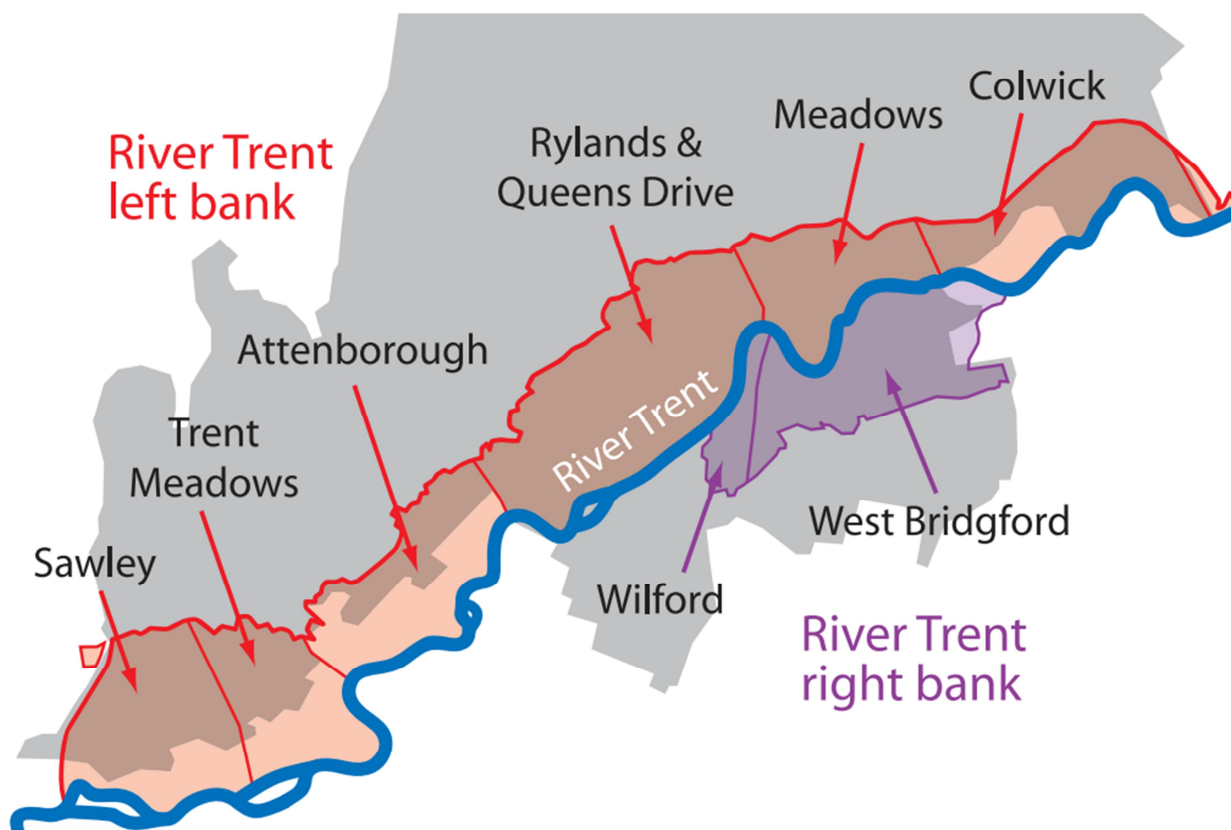 Colwick
Meadows
Rylands &
Queens Drive
River Trent
left bank
Attenborough
Trent
Meadows
Sawley
River Trent
West Bridgford
Wilford
River Trent
right bank